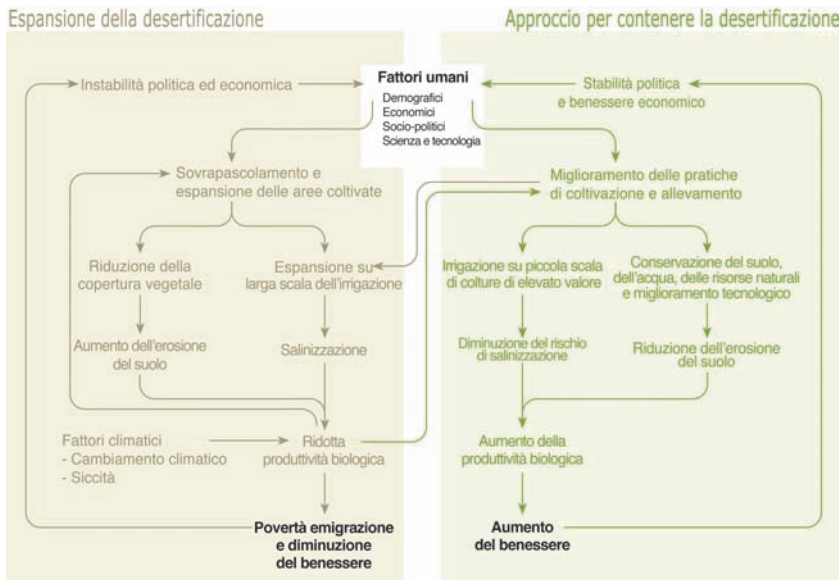 Espansione della desertificazione
Approccio per contenere la desertificazione
Instabilità politica ed economica
Fattori umani
Demografici
Economici
Socio-politici
Scienza e tecnologia
Stabilità politica
e benessere economico
Sovrapascolamento e
espansione delle aree coltivate
Miglioramento delle pratiche
di coltivazione e allevamento
Riduzione della
copertura vegetale
Espansione su
larga scala dell'irrigazione
Irrigazione su piccola scala
di colture di elevato valore
Conservazione del suolo,
dell'acqua, delle risorse naturali
e miglioramento tecnologico
Aumento dell'erosione
del suolo
Salinizzazione
Diminuzione del rischio
di salinizzazione
Riduzione dell'erosione
del suolo
Fattori climatici
- Cambiamento climatico
- Siccità
Ridotta
produttività biologica
Aumento della
produttività biologica
Povertà emigrazione
e diminuzione
del benessere
Aumento
del benessere